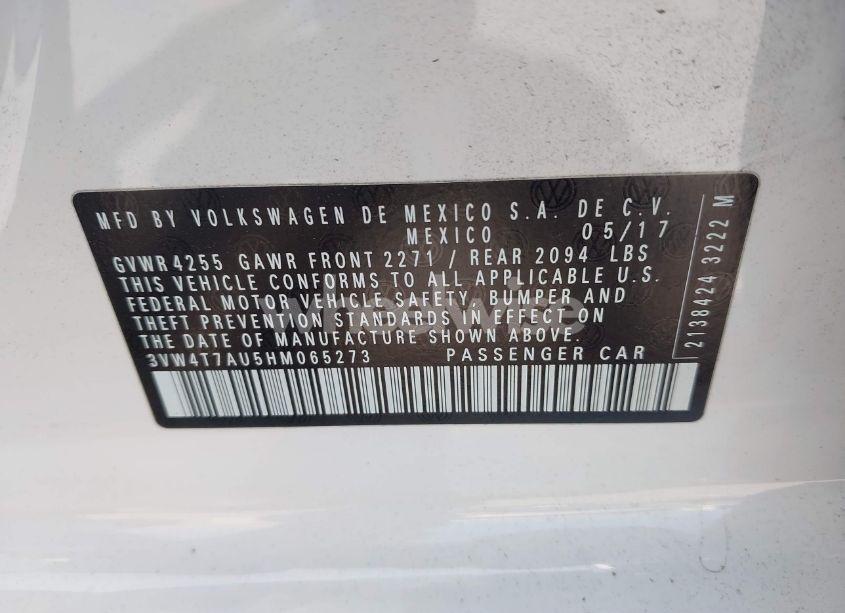 MFD BY VOLKSWAGEN DE MEXICO S.A. DE C.V.
MEXICO 05/17
GVWR4255 GAWR FRONT 2271 / REAR 2094 LBS
THIS VEHICLE CONFORMS TO ALL APPLICABLE U.S.
FEDERAL MOTOR VEHICLE SAFETY, BUMPER AND
THEFT PREVENTION STANDARDS IN EFFECT ON
THE DATE OF MANUFACTURE SHOWN ABOVE.
3VW4T7AU5HM065273 PASSENGER CAR
2138424 3222 M